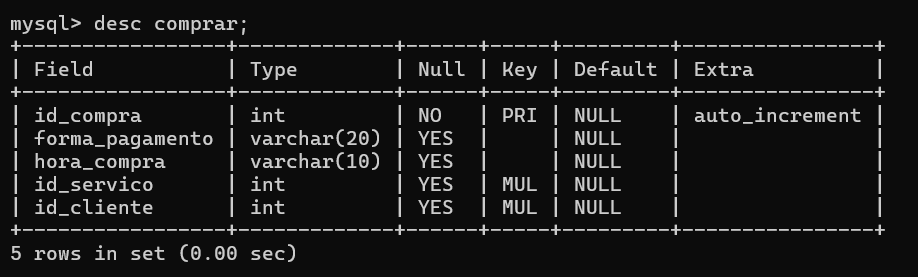 mysql> desc comprar;
+-----------------+-------------+------+-----+---------+----------------+
| Field           | Type        | Null | Key | Default | Extra          |
+-----------------+-------------+------+-----+---------+----------------+
| id_compra       | int         | NO   | PRI | NULL    | auto_increment |
| forma_pagamento | varchar(20) | YES  |     | NULL    |                |
| hora_compra     | varchar(10) | YES  |     | NULL    |                |
| id_servico      | int         | YES  | MUL | NULL    |                |
| id_cliente      | int         | YES  | MUL | NULL    |                |
+-----------------+-------------+------+-----+---------+----------------+
5 rows in set (0.00 sec)